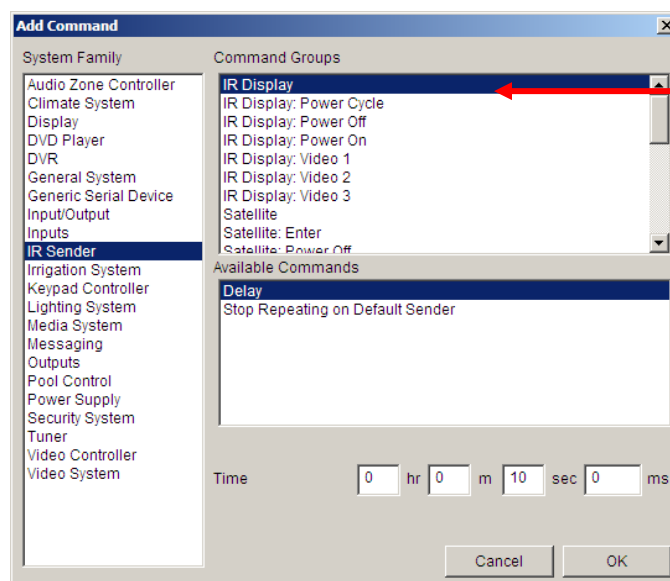 Add Command
System Family
Audio Zone Controller
Climate System
Display
DVD Player
DVR
General System
Generic Serial Device
Input/Output
Inputs
IR Sender
Irrigation System
Keypad Controller
Lighting System
Media System
Messaging
Outputs
Pool Control
Power Supply
Security System
Tuner
Video Controller
Video System
Command Groups
IR Display
IR Display: Power Cycle
IR Display: Power Off
IR Display: Power On
IR Display: Video 1
IR Display: Video 2
IR Display: Video 3
Satellite
Satellite: Enter
Satellite: Power Off
Available Commands
Delay
Stop Repeating on Default Sender
Time 0 hr 0 m 10 sec 0 ms
Cancel OK